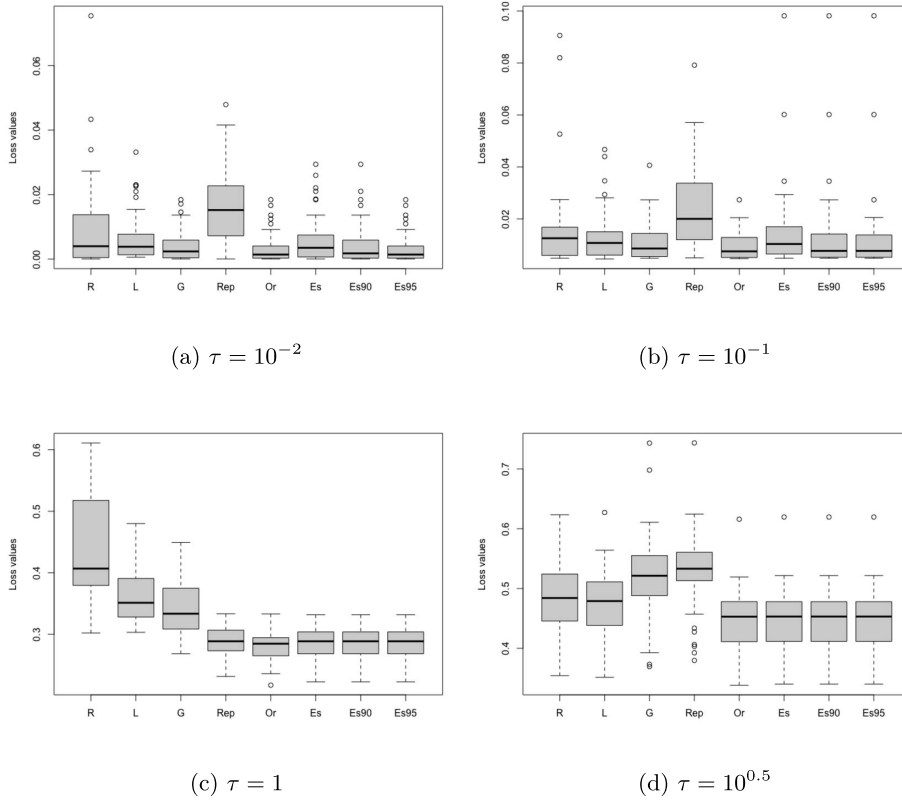 Loss values
0.00 0.02 0.04 0.06
R L G Rep Or Es Es90 Es95
(a) τ = 10⁻²
Loss values
0.02 0.04 0.06 0.08 0.10
R L G Rep Or Es Es90 Es95
(b) τ = 10⁻¹
Loss values
0.3 0.4 0.5 0.6
R L G Rep Or Es Es90 Es95
(c) τ = 1
Loss values
0.4 0.5 0.6 0.7
R L G Rep Or Es Es90 Es95
(d) τ = 10⁰·⁵